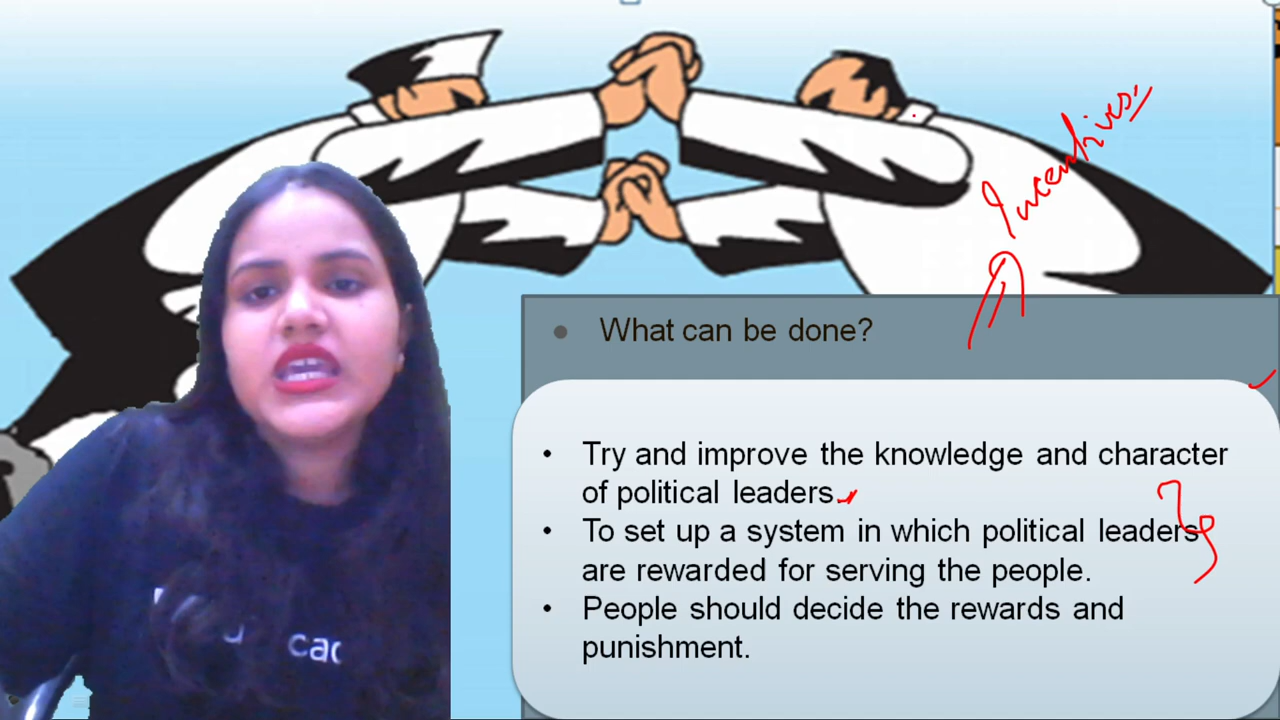 Incentives
What can be done?
Try and improve the knowledge and character
of political leaders.
To set up a system in which political leaders
are rewarded for serving the people.
People should decide the rewards and
punishment.